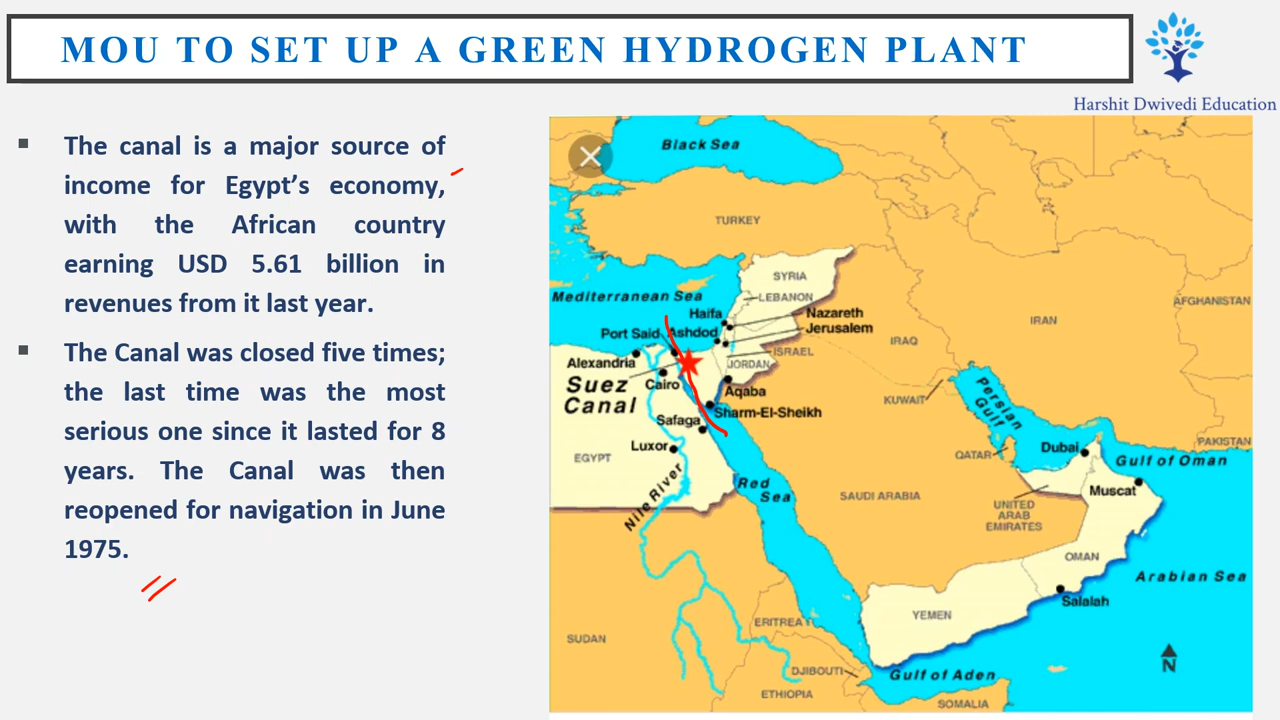 MOU TO SET UP A GREEN HYDROGEN PLANT
Harshit Dwivedi Education
The canal is a major source of
income for Egypt's economy,
with the African country
earning USD 5.61 billion in
revenues from it last year.
The Canal was closed five times;
the last time was the most
serious one since it lasted for 8
years. The Canal was then
reopened for navigation in June
1975.
Black Sea
TURKEY
SYRIA
Mediterranean Sea
LEBANON
AFGHANISTAN
Haifa
Nazareth
Port Said
Ashdod
Jerusalem
IRAN
IRAQ
ISRAEL
Alexandria
JORDAN
Suez
Canal
Cairo
Aqaba
Persian
Gulf
KUWAIT
Sharm-El-Sheikh
Safaga
Luxor
EGYPT
Dubai
PAKISTAN
QATAR
Gulf of Oman
Nile River
Red
Sea
SAUDI ARABIA
Muscat
UNITED
ARAB
EMIRATES
OMAN
Arabian Sea
Salalah
YEMEN
ERITREA
SUDAN
N
DJIBOUTI
Gulf of Aden
ETHIOPIA
SOMALIA